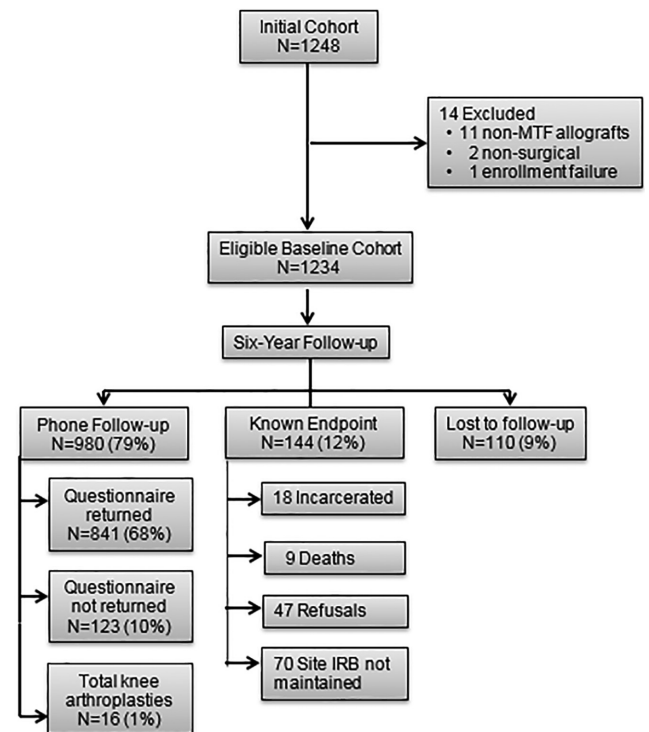 Initial Cohort
N=1248
14 Excluded
• 11 non-MTF allografts
• 2 non-surgical
• 1 enrollment failure
Eligible Baseline Cohort
N=1234
Six-Year Follow-up
Phone Follow-up
N=980 (79%)
Known Endpoint
N=144 (12%)
Lost to follow-up
N=110 (9%)
Questionnaire
returned
N=841 (68%)
Questionnaire
not returned
N=123 (10%)
Total knee
arthroplasties
N=16 (1%)
18 Incarcerated
9 Deaths
47 Refusals
70 Site IRB not
maintained